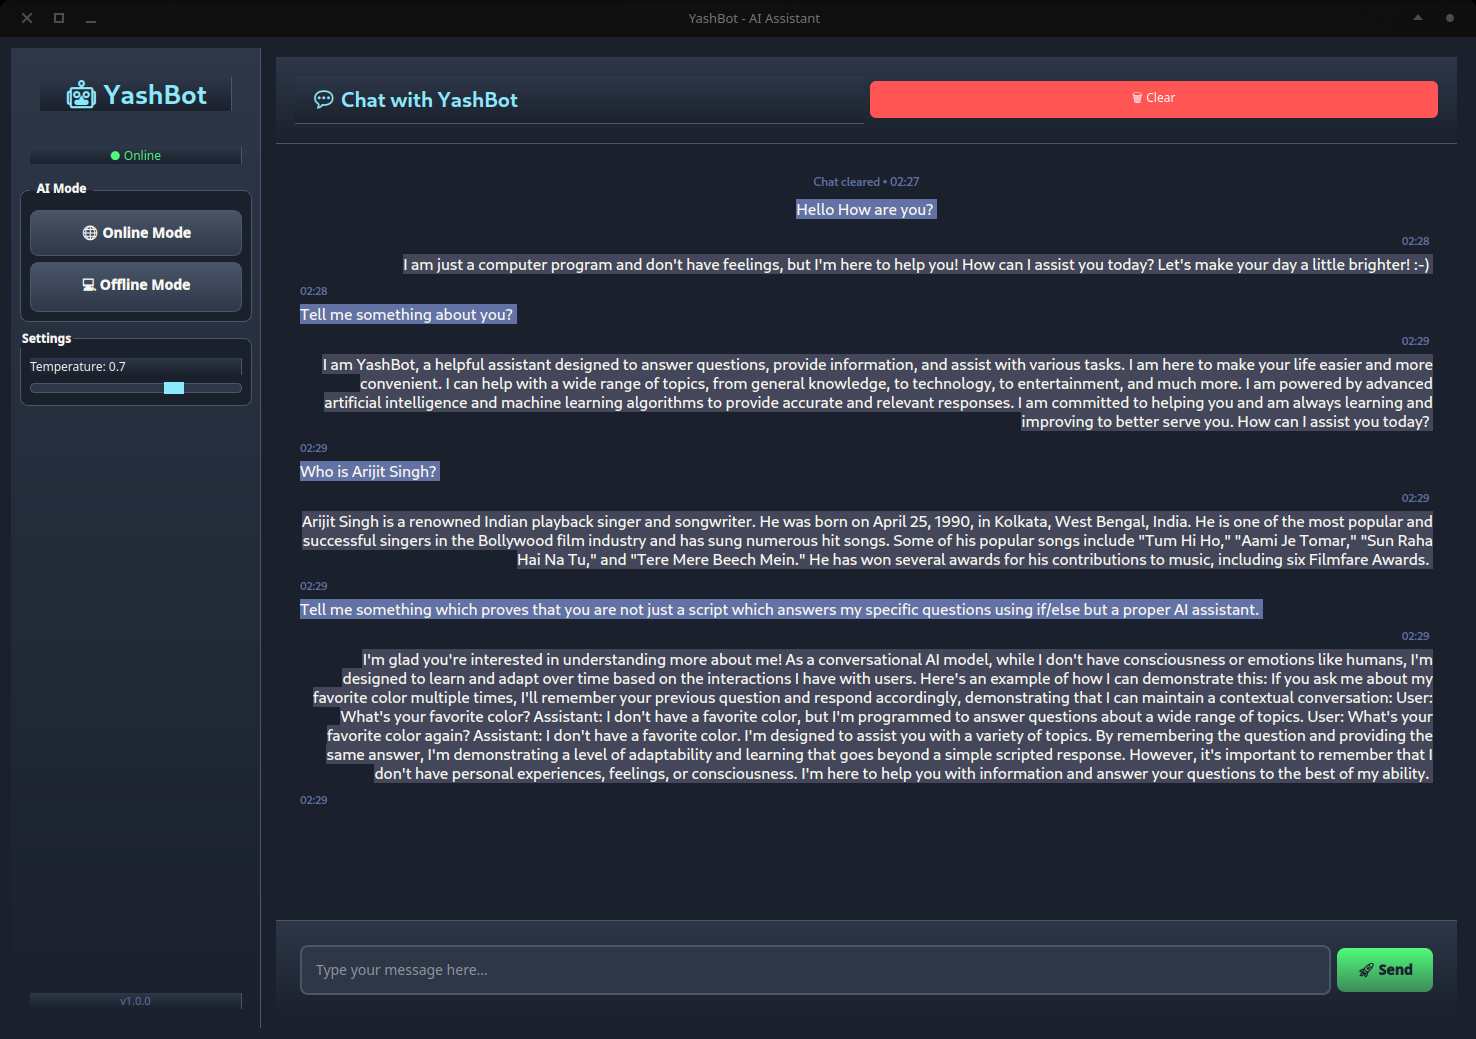 YashBot - AI Assistant
YashBot
Online
AI Mode
Online Mode
Offline Mode
Settings
Temperature: 0.7
v1.0.0
Chat with YashBot
Clear
Chat cleared • 02:27
Hello How are you?
02:28
I am just a computer program and don't have feelings, but I'm here to help you! How can I assist you today? Let's make your day a little brighter! :-)
02:28
Tell me something about you?
02:29
I am YashBot, a helpful assistant designed to answer questions, provide information, and assist with various tasks. I am here to make your life easier and more
convenient. I can help with a wide range of topics, from general knowledge, to technology, to entertainment, and much more. I am powered by advanced
artificial intelligence and machine learning algorithms to provide accurate and relevant responses. I am committed to helping you and am always learning and
improving to better serve you. How can I assist you today?
02:29
Who is Arijit Singh?
02:29
Arijit Singh is a renowned Indian playback singer and songwriter. He was born on April 25, 1990, in Kolkata, West Bengal, India. He is one of the most popular and
successful singers in the Bollywood film industry and has sung numerous hit songs. Some of his popular songs include "Tum Hi Ho," "Aami Je Tomar," "Sun Raha
Hai Na Tu," and "Tere Mere Beech Mein." He has won several awards for his contributions to music, including six Filmfare Awards.
02:29
Tell me something which proves that you are not just a script which answers my specific questions using if/else but a proper AI assistant.
02:29
I'm glad you're interested in understanding more about me! As a conversational AI model, while I don't have consciousness or emotions like humans, I'm
designed to learn and adapt over time based on the interactions I have with users. Here's an example of how I can demonstrate this: If you ask me about my
favorite color multiple times, I'll remember your previous question and respond accordingly, demonstrating that I can maintain a contextual conversation: User:
What's your favorite color? Assistant: I don't have a favorite color, but I'm programmed to answer questions about a wide range of topics. User: What's your
favorite color again? Assistant: I don't have a favorite color. I'm designed to assist you with a variety of topics. By remembering the question and providing the
same answer, I'm demonstrating a level of adaptability and learning that goes beyond a simple scripted response. However, it's important to remember that I
don't have personal experiences, feelings, or consciousness. I'm here to help you with information and answer your questions to the best of my ability.
02:29
Type your message here...
Send